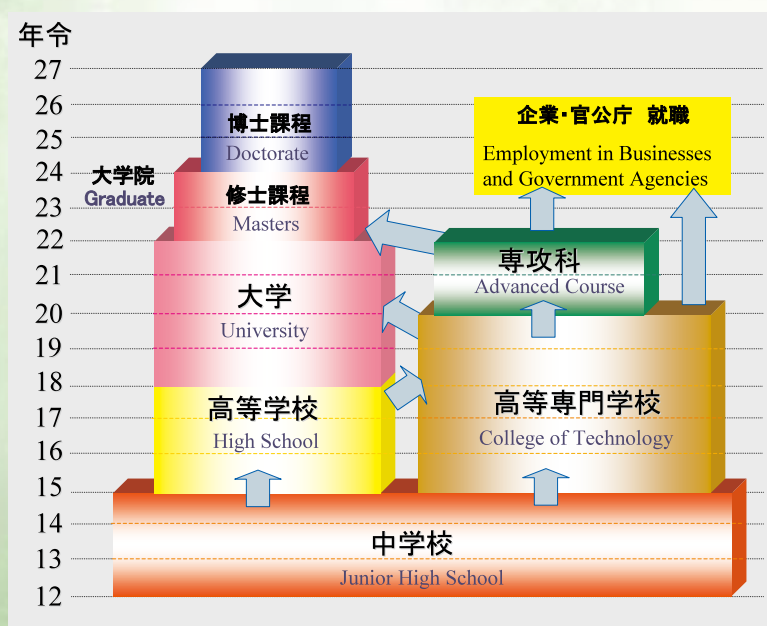 年令
27
26
25
24
23
22
21
20
19
18
17
16
15
14
13
12
博士課程
Doctorate
大学院
Graduate
修士課程
Masters
大学
University
高等学校
High School
企業・官公庁 就職
Employment in Businesses
and Government Agencies
専攻科
Advanced Course
高等専門学校
College of Technology
中学校
Junior High School